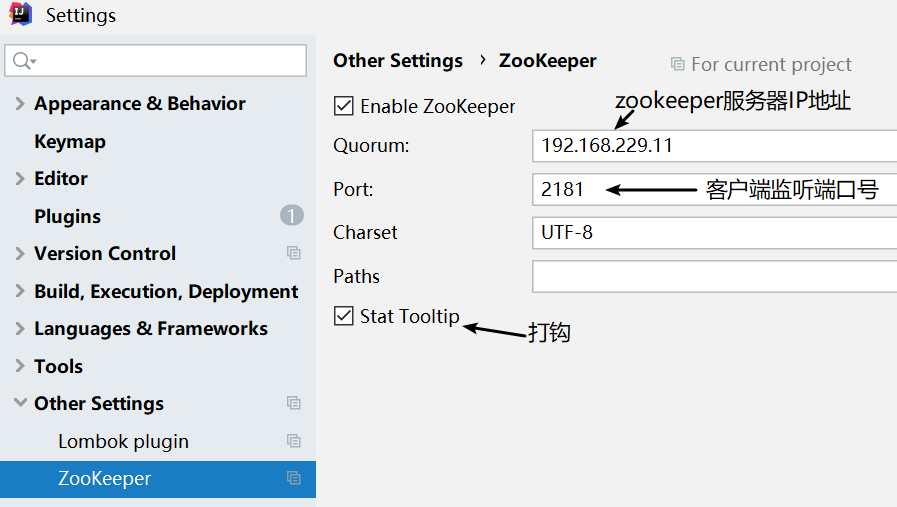 Settings
Other Settings › ZooKeeper
For current project
Appearance & Behavior
Keymap
Editor
Plugins
1
Version Control
Build, Execution, Deployment
Languages & Frameworks
Tools
Other Settings
Lombok plugin
ZooKeeper
Enable ZooKeeper
zookeeper服务器IP地址
Quorum:
192.168.229.11
Port:
2181
客户端监听端口号
Charset
UTF-8
Paths
Stat Tooltip
打钩